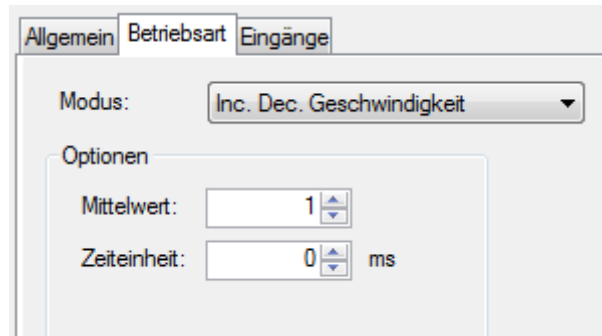 Allgemein Betriebsart Eingänge
Modus: Inc. Dec. Geschwindigkeit
Optionen
Mittelwert: 1
Zeiteinheit: 0 ms